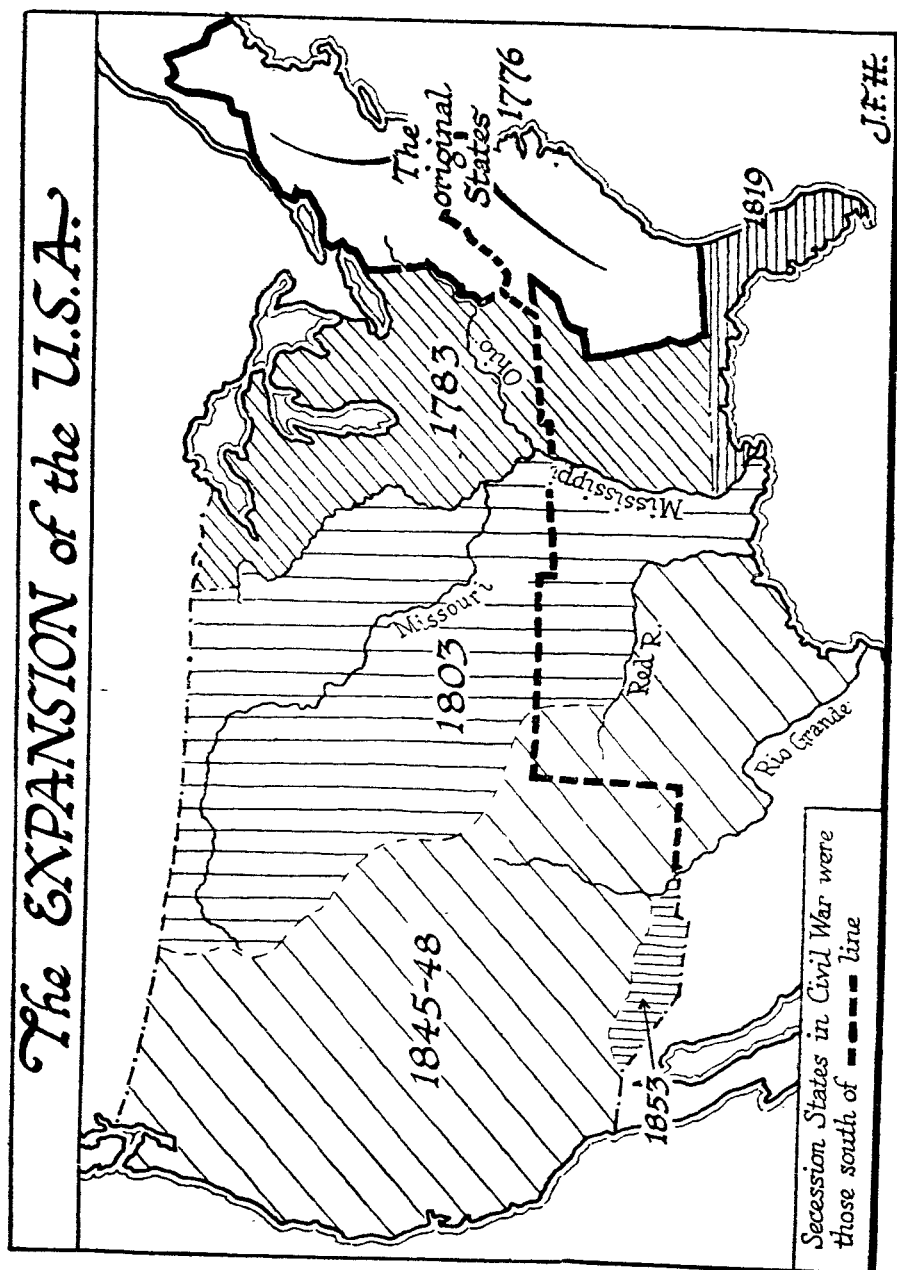 The EXPANSION of the U.S.A.
The
original
States
1776
1783
Ohio
1803
Missouri
Mississippi
1845-48
Red R.
Rio Grande
1819
1853
Secession States in Civil War were
those south of line
J.F.H.